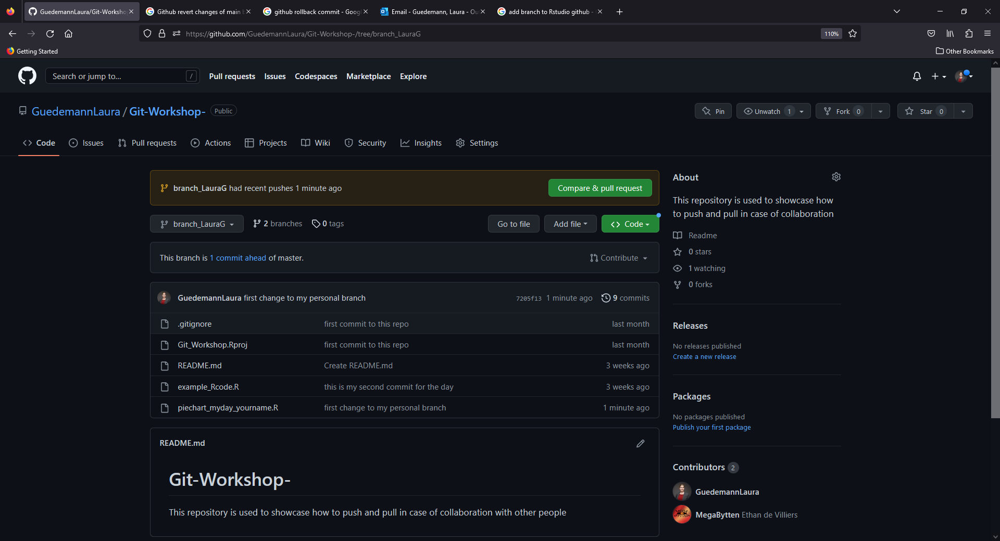 GuedemannLaura/Git-Worksho
Github revert changes of main b
github rollback commit - Goog
Email - Guedemann, Laura - Ou
add branch to Rstudio github -
https://github.com/GuedemannLaura/Git-Workshop-/tree/branch_LauraG
110%
Getting Started
Other Bookmarks
Search or jump to...
/
Pull requests
Issues
Codespaces
Marketplace
Explore
GuedemannLaura / Git-Workshop-
Public
Pin
Unwatch 1
Fork 0
Star 0
Code
Issues
Pull requests
Actions
Projects
Wiki
Security
Insights
Settings
branch_LauraG had recent pushes 1 minute ago
Compare & pull request
branch_LauraG
2 branches
0 tags
Go to file
Add file
Code
This branch is 1 commit ahead of master.
Contribute
GuedemannLaura first change to my personal branch
7205f13 1 minute ago
9 commits
.gitignore
first commit to this repo
last month
Git_Workshop.Rproj
first commit to this repo
last month
README.md
Create README.md
3 weeks ago
example_Rcode.R
this is my second commit for the day
3 weeks ago
piechart_myday_yourname.R
first change to my personal branch
1 minute ago
README.md
Git-Workshop-
This repository is used to showcase how to push and pull in case of collaboration with other people
About
This repository is used to showcase how
to push and pull in case of collaboration
Readme
0 stars
1 watching
0 forks
Releases
No releases published
Create a new release
Packages
No packages published
Publish your first package
Contributors 2
GuedemannLaura
MegaBytten Ethan de Villiers